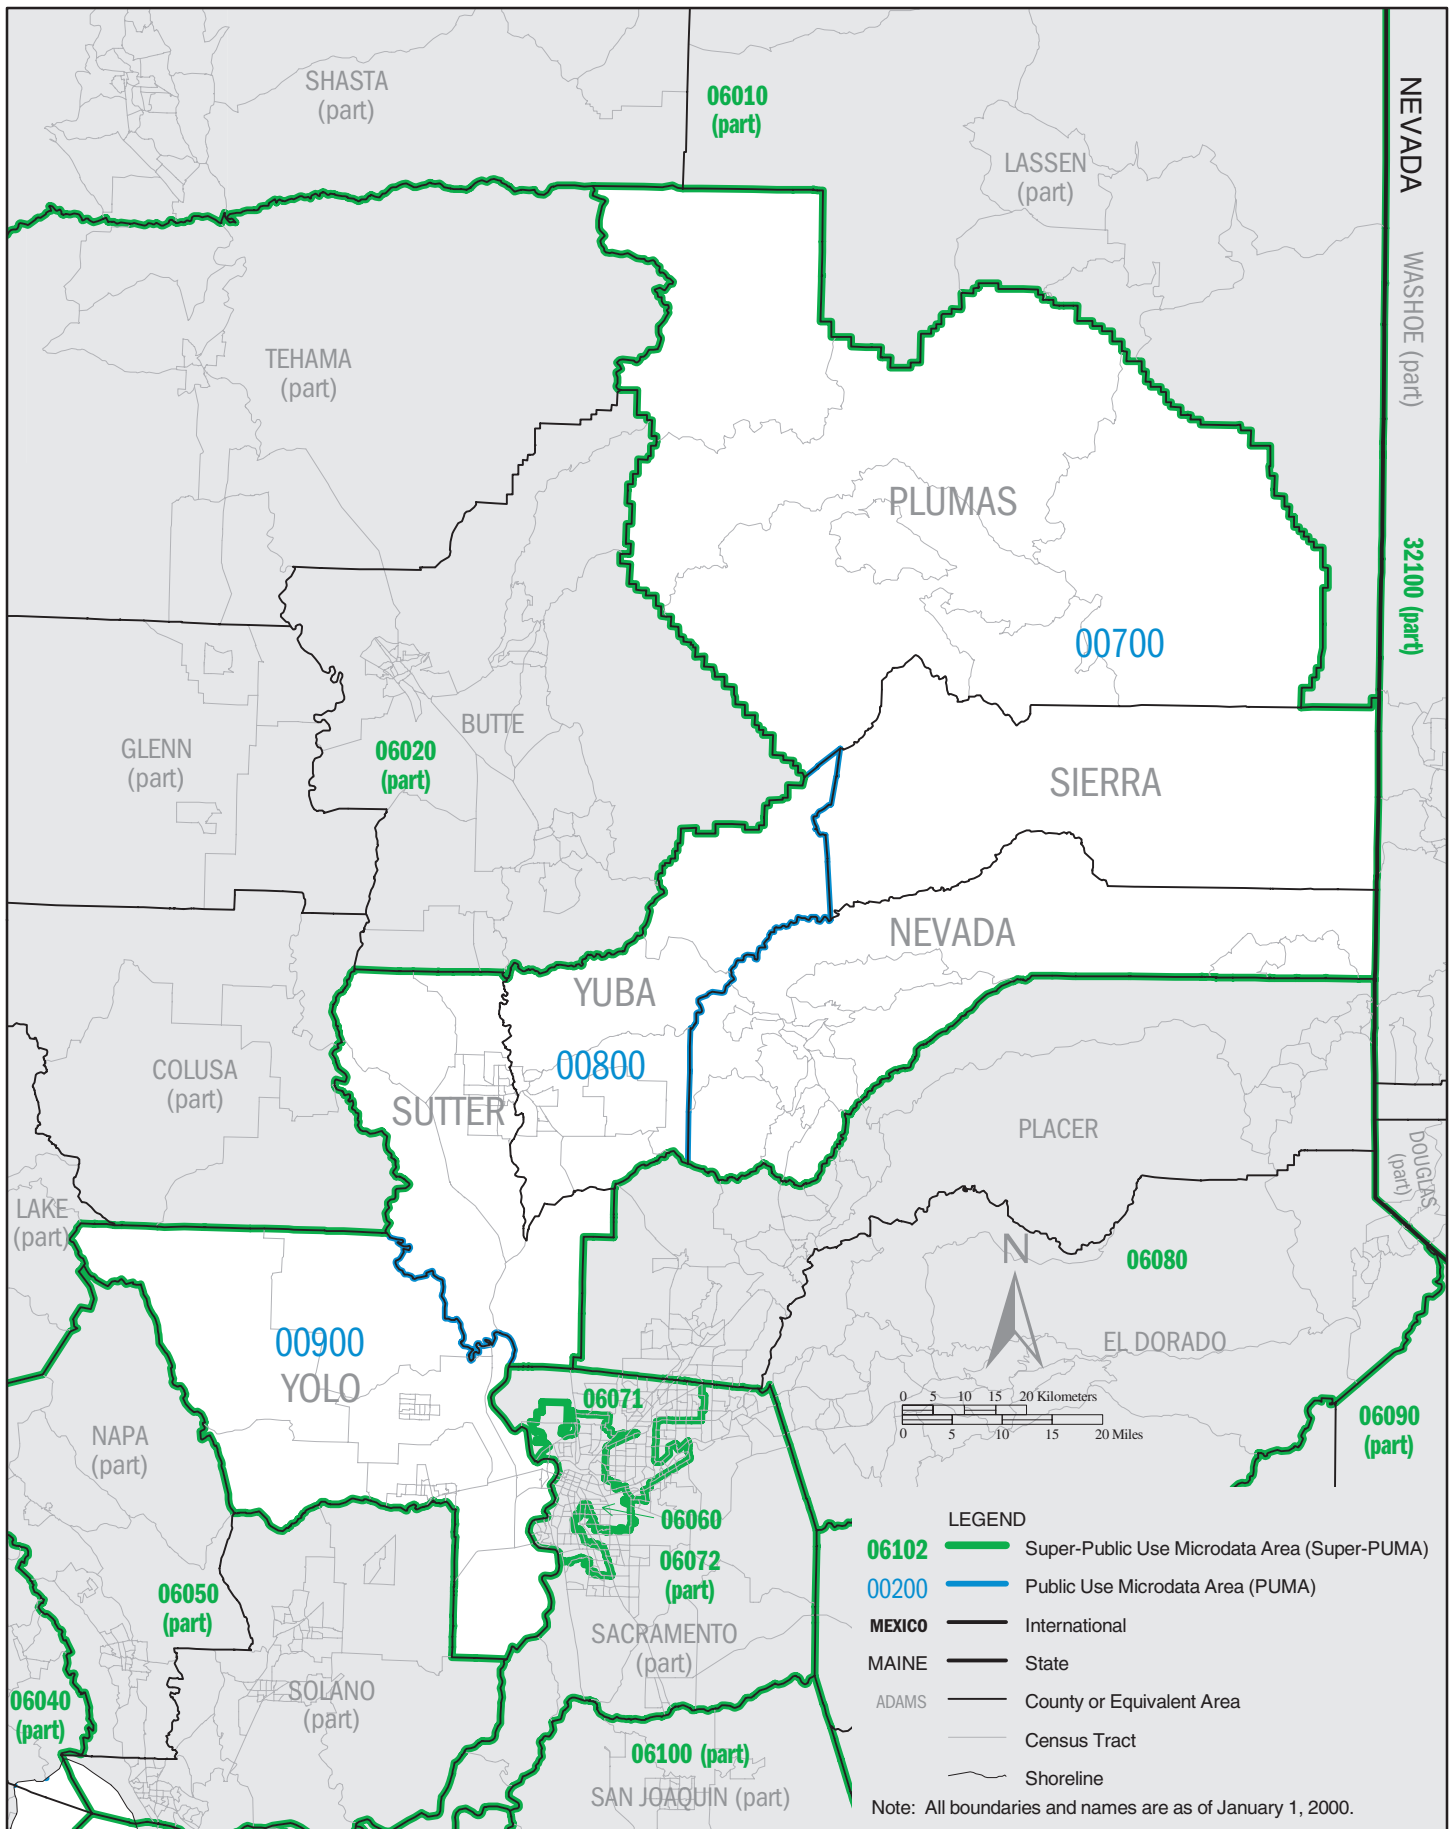 SHASTA
(part)
06010
(part)
NEVADA
LASSEN
(part)
WASHOE (part)
TEHAMA
(part)
PLUMAS
32100 (part)
00700
BUTTE
GLENN
(part)
06020
(part)
SIERRA
NEVADA
YUBA
00800
COLUSA
(part)
SUTTER
PLACER
DOUGLAS
(part)
LAKE
(part)
N
06080
00900
YOLO
EL DORADO
0 5 10 15 20 Kilometers
0 5 10 15 20 Miles
06071
06090
(part)
NAPA
(part)
06060
06072
(part)
06050
(part)
SACRAMENTO
(part)
SOLANO
(part)
06040
(part)
06100 (part)
SAN JOAQUIN (part)
LEGEND
06102 Super-Public Use Microdata Area (Super-PUMA)
00200 Public Use Microdata Area (PUMA)
MEXICO International
MAINE State
ADAMS County or Equivalent Area
Census Tract
Shoreline
Note: All boundaries and names are as of January 1, 2000.